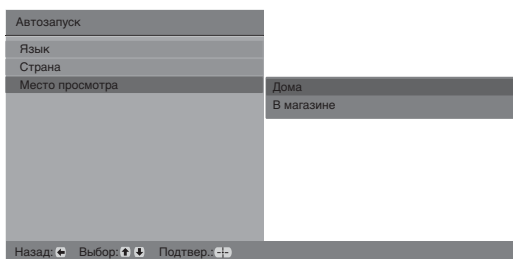 Автозапуск
Язык
Страна
Место просмотра
Дома
В магазине
Назад: Выбор: Подтвер.: